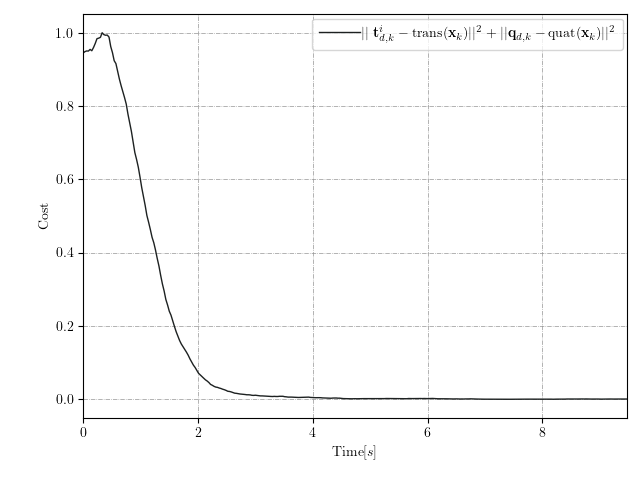 || t^i_{d,k} − trans(x_k)||² + ||q_{d,k} − quat(x_k)||²
1.0
0.8
0.6
0.4
0.2
0.0
Cost
0 2 4 6 8
Time[s]